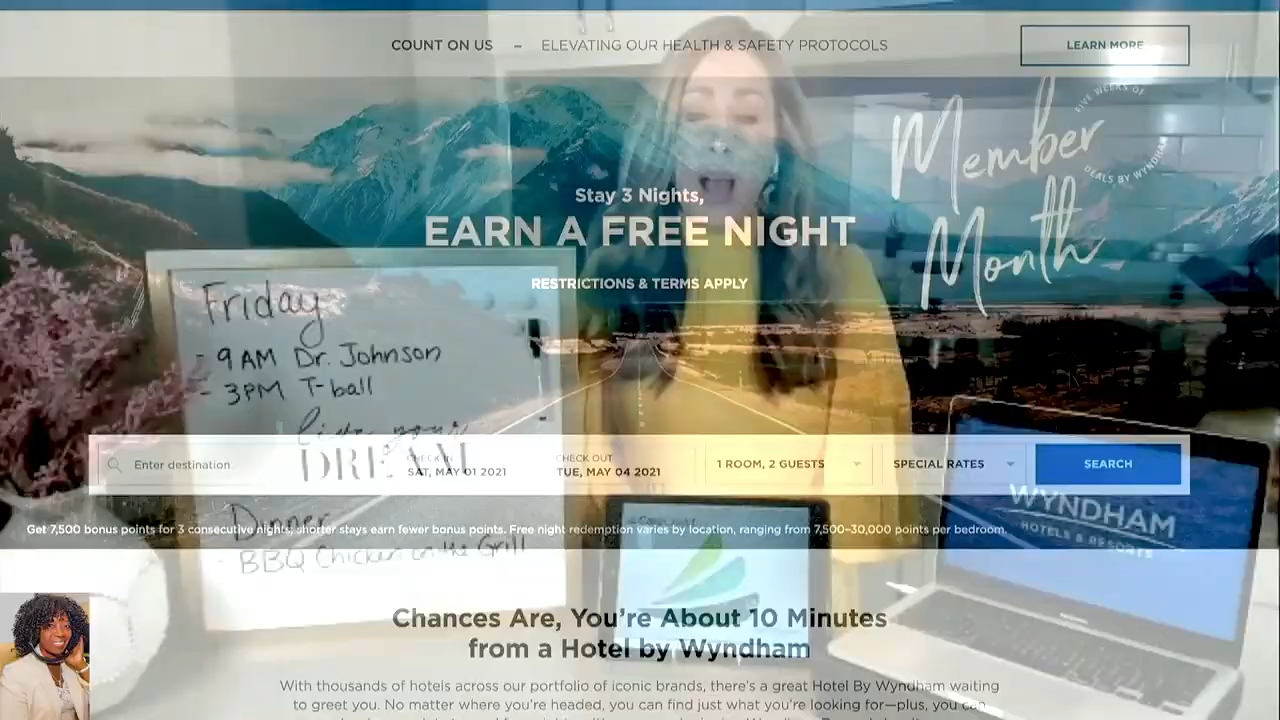 COUNT ON US – ELEVATING OUR HEALTH & SAFETY PROTOCOLS
LEARN MORE
FIVE WEEKS OF
Member
Month
DEALS BY WYNDHAM
Stay 3 Nights,
EARN A FREE NIGHT
RESTRICTIONS & TERMS APPLY
Friday
- 9AM Dr. Johnson
- 3PM T-ball
live your
DRE M
Enter destination
CHECK IN
SAT, MAY 01 2021
CHECK OUT
TUE, MAY 04 2021
1 ROOM, 2 GUESTS
SPECIAL RATES
SEARCH
Dinner
- BBQ Chicken on the Grill
Get 7,500 bonus points for 3 consecutive nights; shorter stays earn fewer bonus points. Free night redemption varies by location, ranging from 7,500–30,000 points per bedroom.
WYNDHAM
HOTELS & RESORTS
Chances Are, You're About 10 Minutes
from a Hotel by Wyndham
With thousands of hotels across our portfolio of iconic brands, there's a great Hotel By Wyndham waiting
to greet you. No matter where you're headed, you can find just what you're looking for—plus, you can